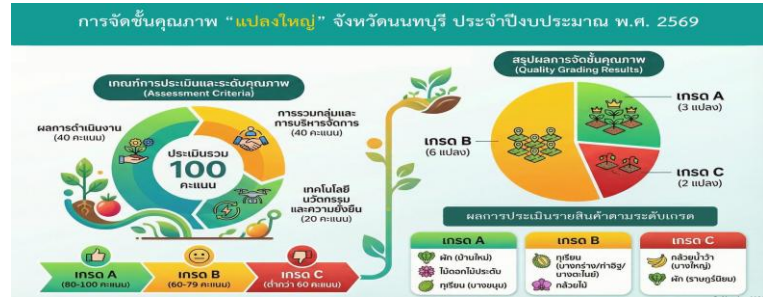 การจัดชั้นคุณภาพ “แปลงใหญ่” จังหวัดนนทบุรี ประจำปีงบประมาณ พ.ศ. 2569
เกณฑ์การประเมินและระดับคุณภาพ
(Assessment Criteria)
ผลการดำเนินงาน
(40 คะแนน)
การรวมกลุ่มและ
การบริหารจัดการ
(40 คะแนน)
ประเมินรวม
100
คะแนน
เทคโนโลยี
นวัตกรรม
และความยั่งยืน
(20 คะแนน)
เกรด A
(80-100 คะแนน)
เกรด B
(60-79 คะแนน)
เกรด C
(ต่ำกว่า 60 คะแนน)
สรุปผลการจัดชั้นคุณภาพ
(Quality Grading Results)
เกรด A
(3 แปลง)
เกรด B
(6 แปลง)
เกรด C
(2 แปลง)
ผลการประเมินรายสินค้าตามระดับเกรด
เกรด A
ผัก (บ้านใหม่)
ไม้ดอกไม้ประดับ
ทุเรียน (บางขนุน)
เกรด B
ทุเรียน
(บางกร่าง/ท่าอิฐ/
บางตะไนย์)
กล้วยไม้
เกรด C
กล้วยน้ำว้า
(บางใหญ่)
ผัก (ราษฎร์นิยม)